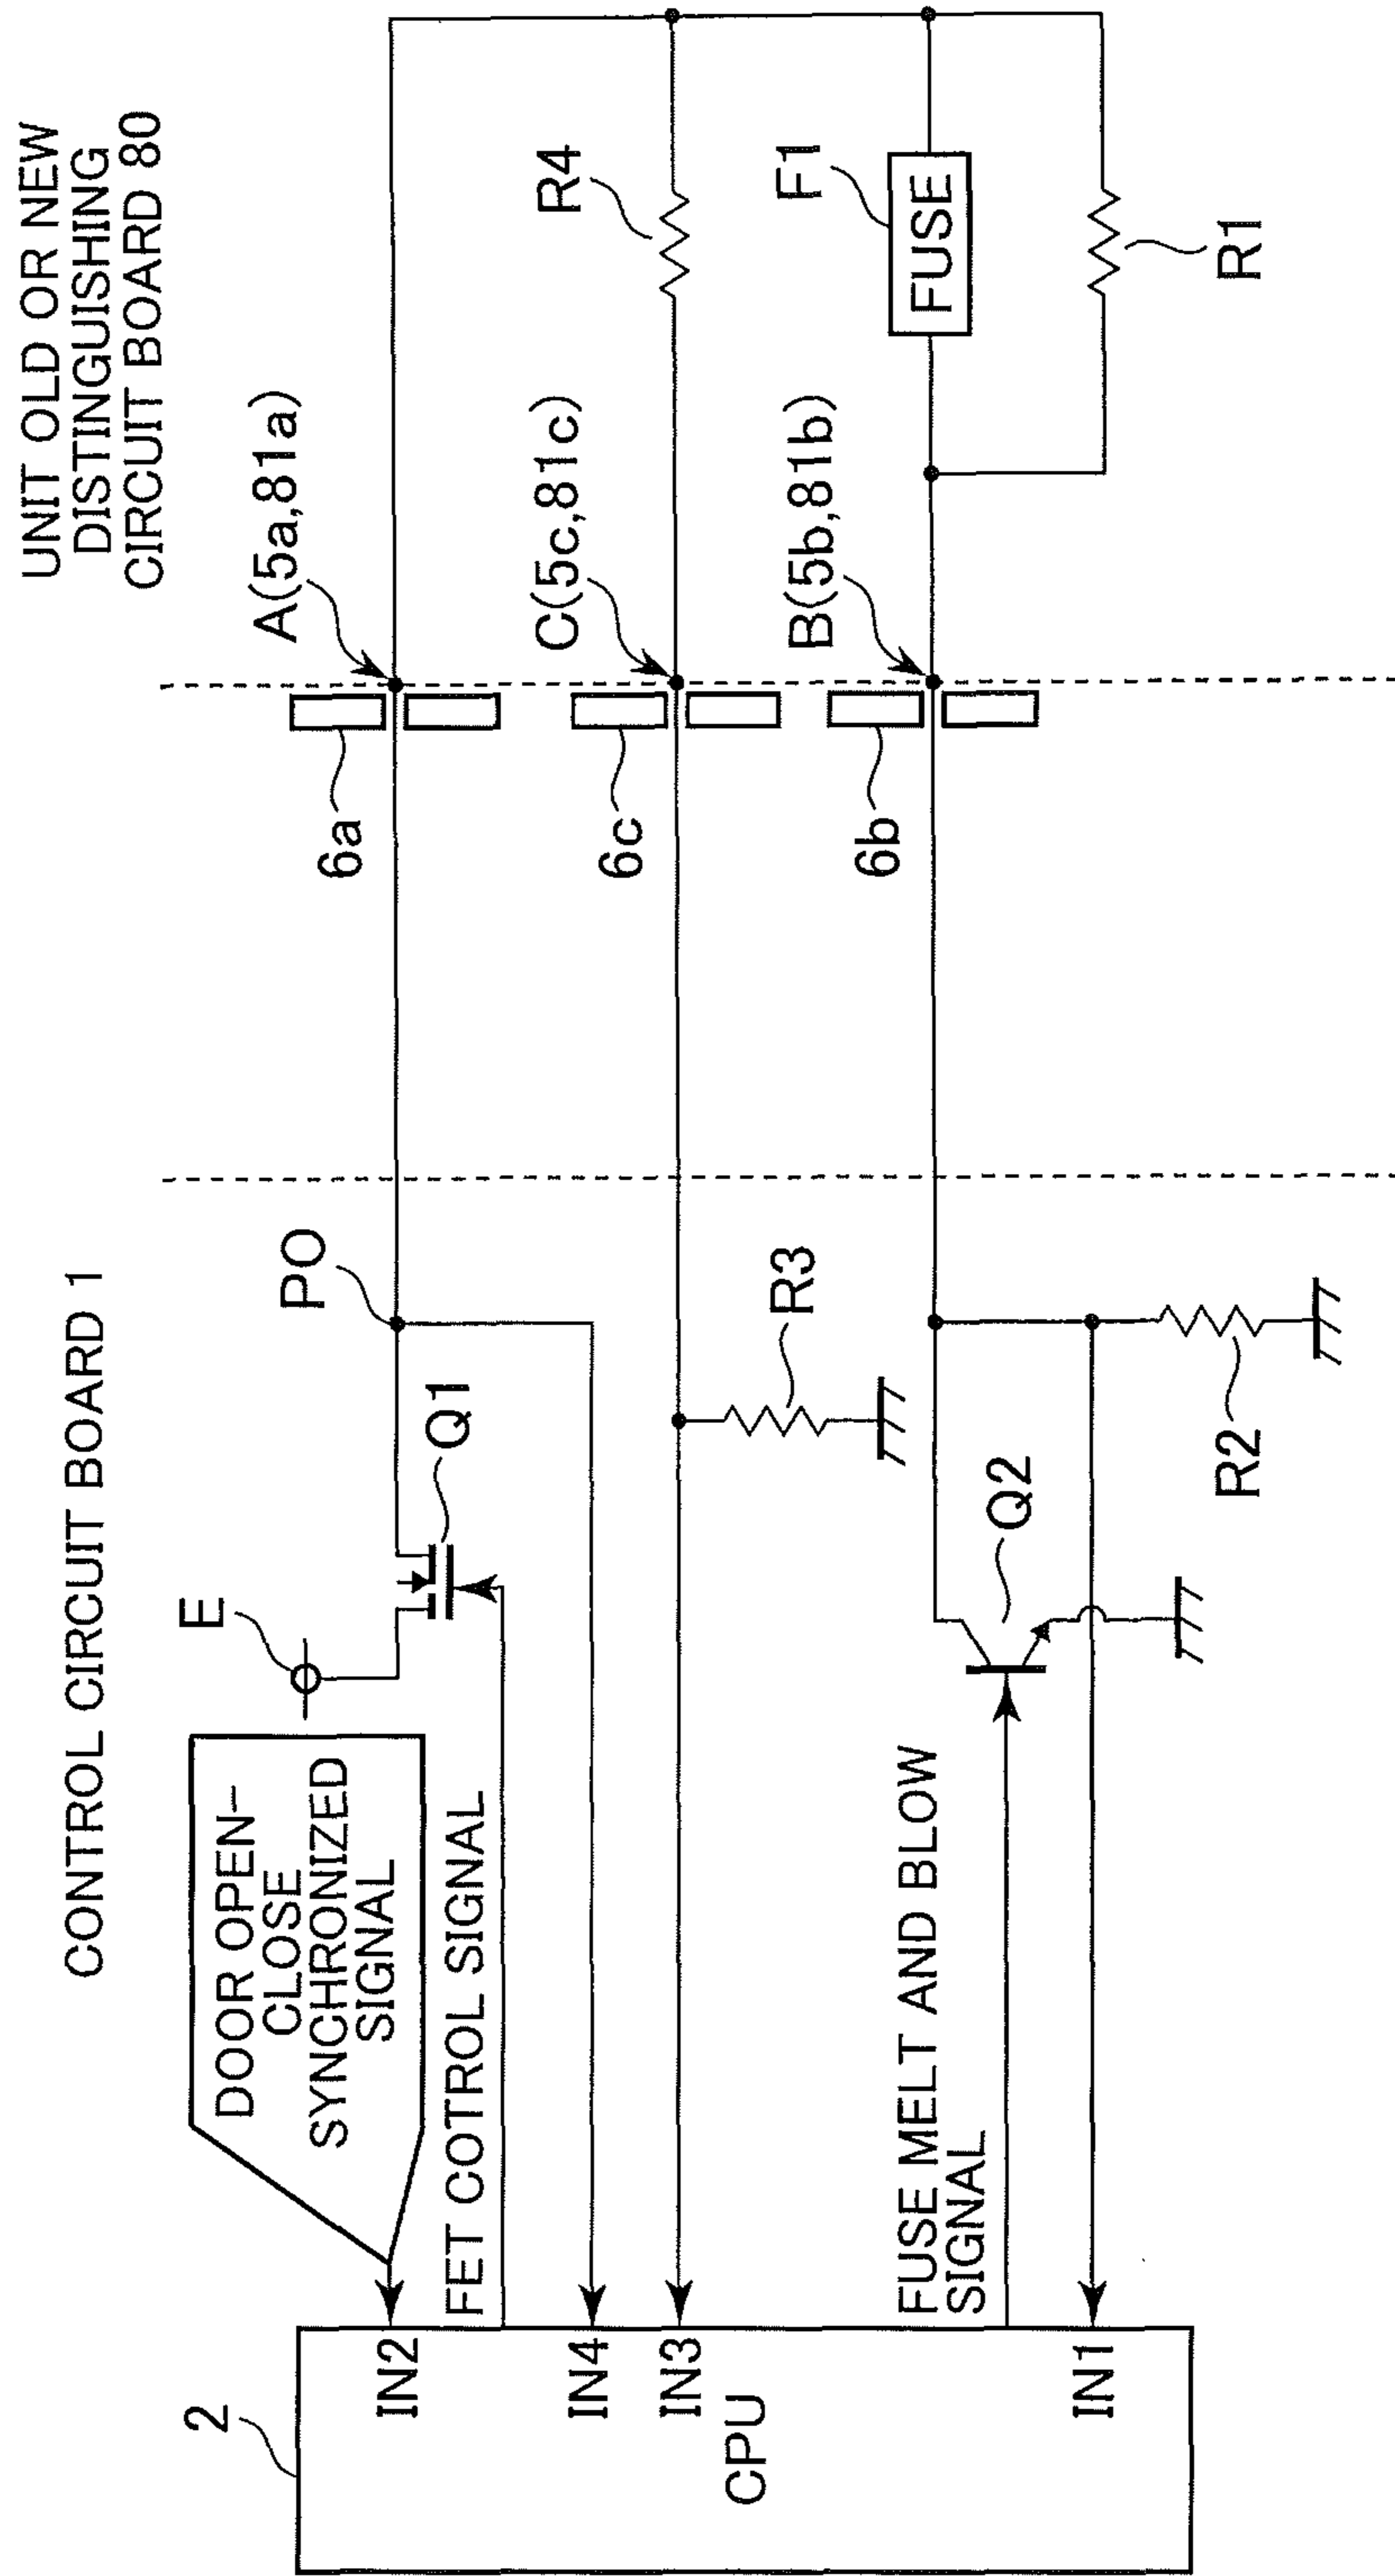 CONTROL CIRCUIT BOARD 1
UNIT OLD OR NEW
DISTINGUISHING
CIRCUIT BOARD 80
2
DOOR OPEN-
CLOSE
SYNCHRONIZED
SIGNAL
E
PO
6a
A(5a,81a)
IN2
FET COTROL SIGNAL
Q1
IN4
IN3
CPU
R3
6c
C(5c,81c)
R4
FUSE MELT AND BLOW
SIGNAL
Q2
6b
B(5b,81b)
F1
FUSE
IN1
R2
R1